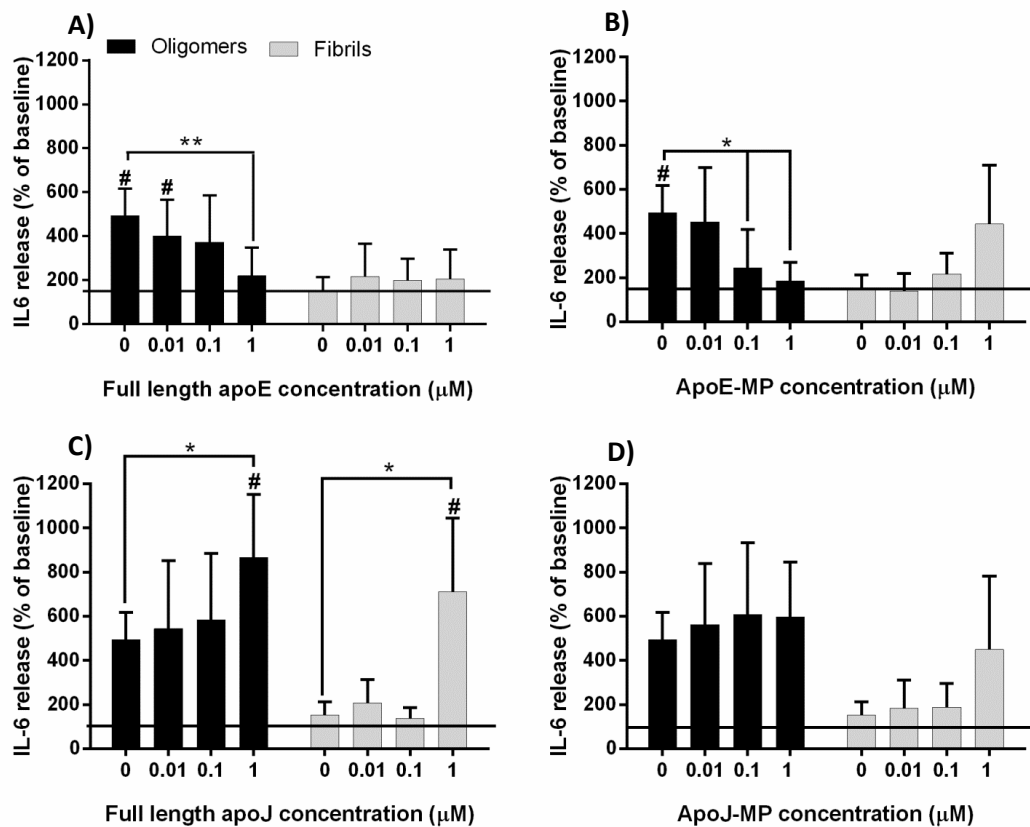 A)
Oligomers Fibrils
IL6 release (% of baseline)
1200
1000
800
600
400
200
0
# # **
0 0.01 0.1 1 0 0.01 0.1 1
Full length apoE concentration (μM)
B)
IL-6 release (% of baseline)
1200
1000
800
600
400
200
0
# *
0 0.01 0.1 1 0 0.01 0.1 1
ApoE-MP concentration (μM)
C)
IL-6 release (% of baseline)
1200
1000
800
600
400
200
0
* # * #
0 0.01 0.1 1 0 0.01 0.1 1
Full length apoJ concentration (μM)
D)
IL-6 release (% of baseline)
1200
1000
800
600
400
200
0
0 0.01 0.1 1 0 0.01 0.1 1
ApoJ-MP concentration (μM)